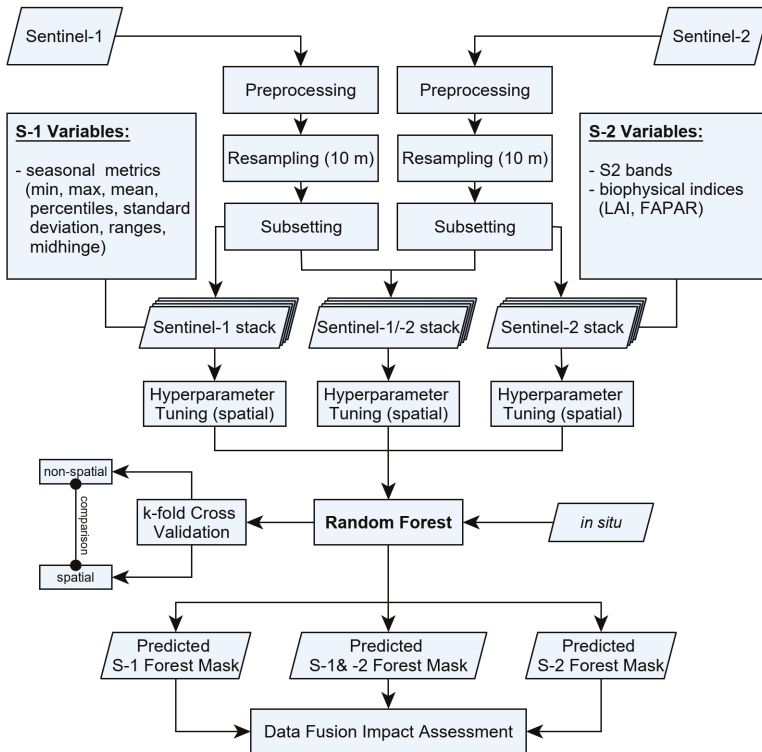 Sentinel-1
Sentinel-2
Preprocessing
Preprocessing
S-1 Variables:
- seasonal metrics
(min, max, mean,
percentiles, standard
deviation, ranges,
midhinge)
Resampling (10 m)
Resampling (10 m)
S-2 Variables:
- S2 bands
- biophysical indices
(LAI, FAPAR)
Subsetting
Subsetting
Sentinel-1 stack
Sentinel-1/-2 stack
Sentinel-2 stack
Hyperparameter
Tuning (spatial)
Hyperparameter
Tuning (spatial)
Hyperparameter
Tuning (spatial)
non-spatial
comparison
spatial
k-fold Cross
Validation
Random Forest
in situ
Predicted
S-1 Forest Mask
Predicted
S-1& -2 Forest Mask
Predicted
S-2 Forest Mask
Data Fusion Impact Assessment